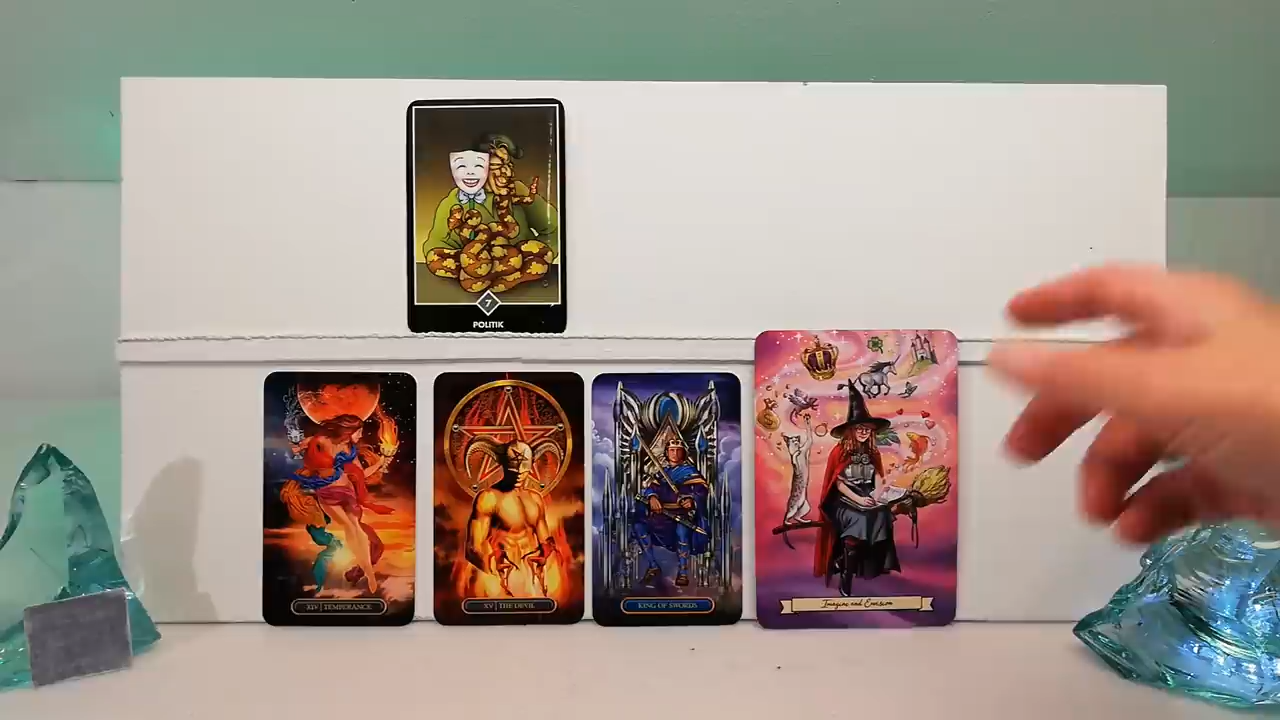 7
POLITIK
XIV | TEMPERANCE
XV | THE DEVIL
KING OF SWORDS
Imagine and Envision
$